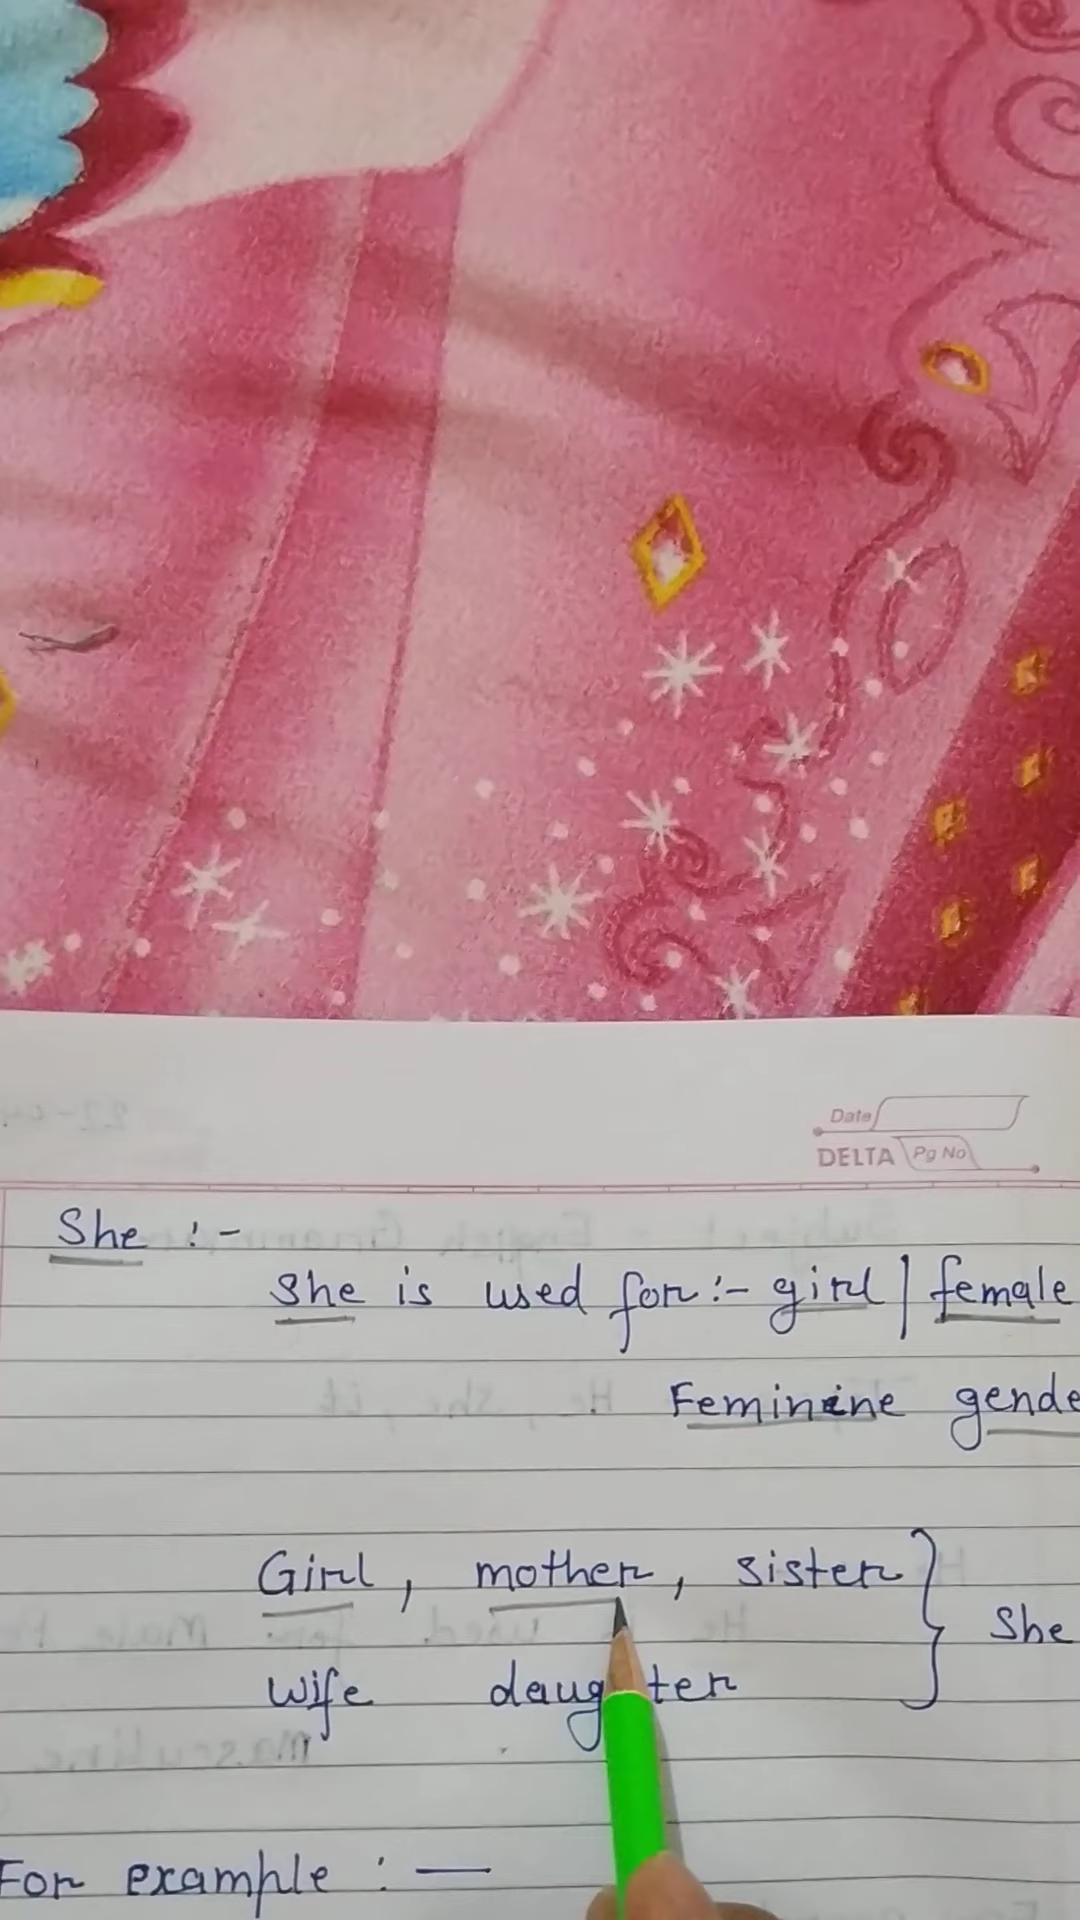 Date
DELTA Pg No
She :-
She is used for:- girl | female
Feminine gende
Girl, mother, sister } She
wife daughter
For example : —